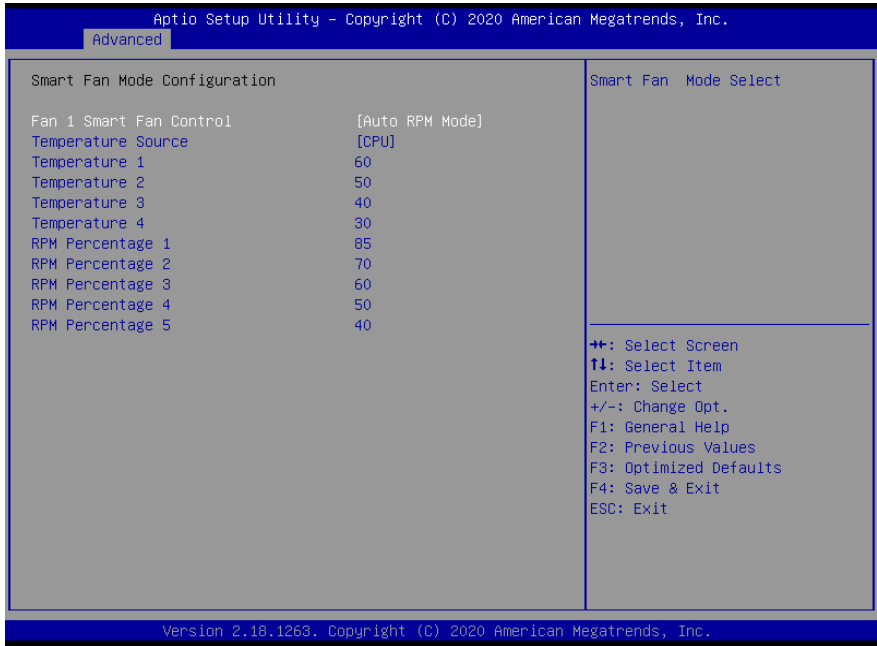 Aptio Setup Utility – Copyright (C) 2020 American Megatrends, Inc.
Advanced
Smart Fan Mode Configuration
Fan 1 Smart Fan Control [Auto RPM Mode]
Temperature Source [CPU]
Temperature 1 60
Temperature 2 50
Temperature 3 40
Temperature 4 30
RPM Percentage 1 85
RPM Percentage 2 70
RPM Percentage 3 60
RPM Percentage 4 50
RPM Percentage 5 40
Smart Fan  Mode Select
→←: Select Screen
↑↓: Select Item
Enter: Select
+/-: Change Opt.
F1: General Help
F2: Previous Values
F3: Optimized Defaults
F4: Save & Exit
ESC: Exit
Version 2.18.1263. Copyright (C) 2020 American Megatrends, Inc.